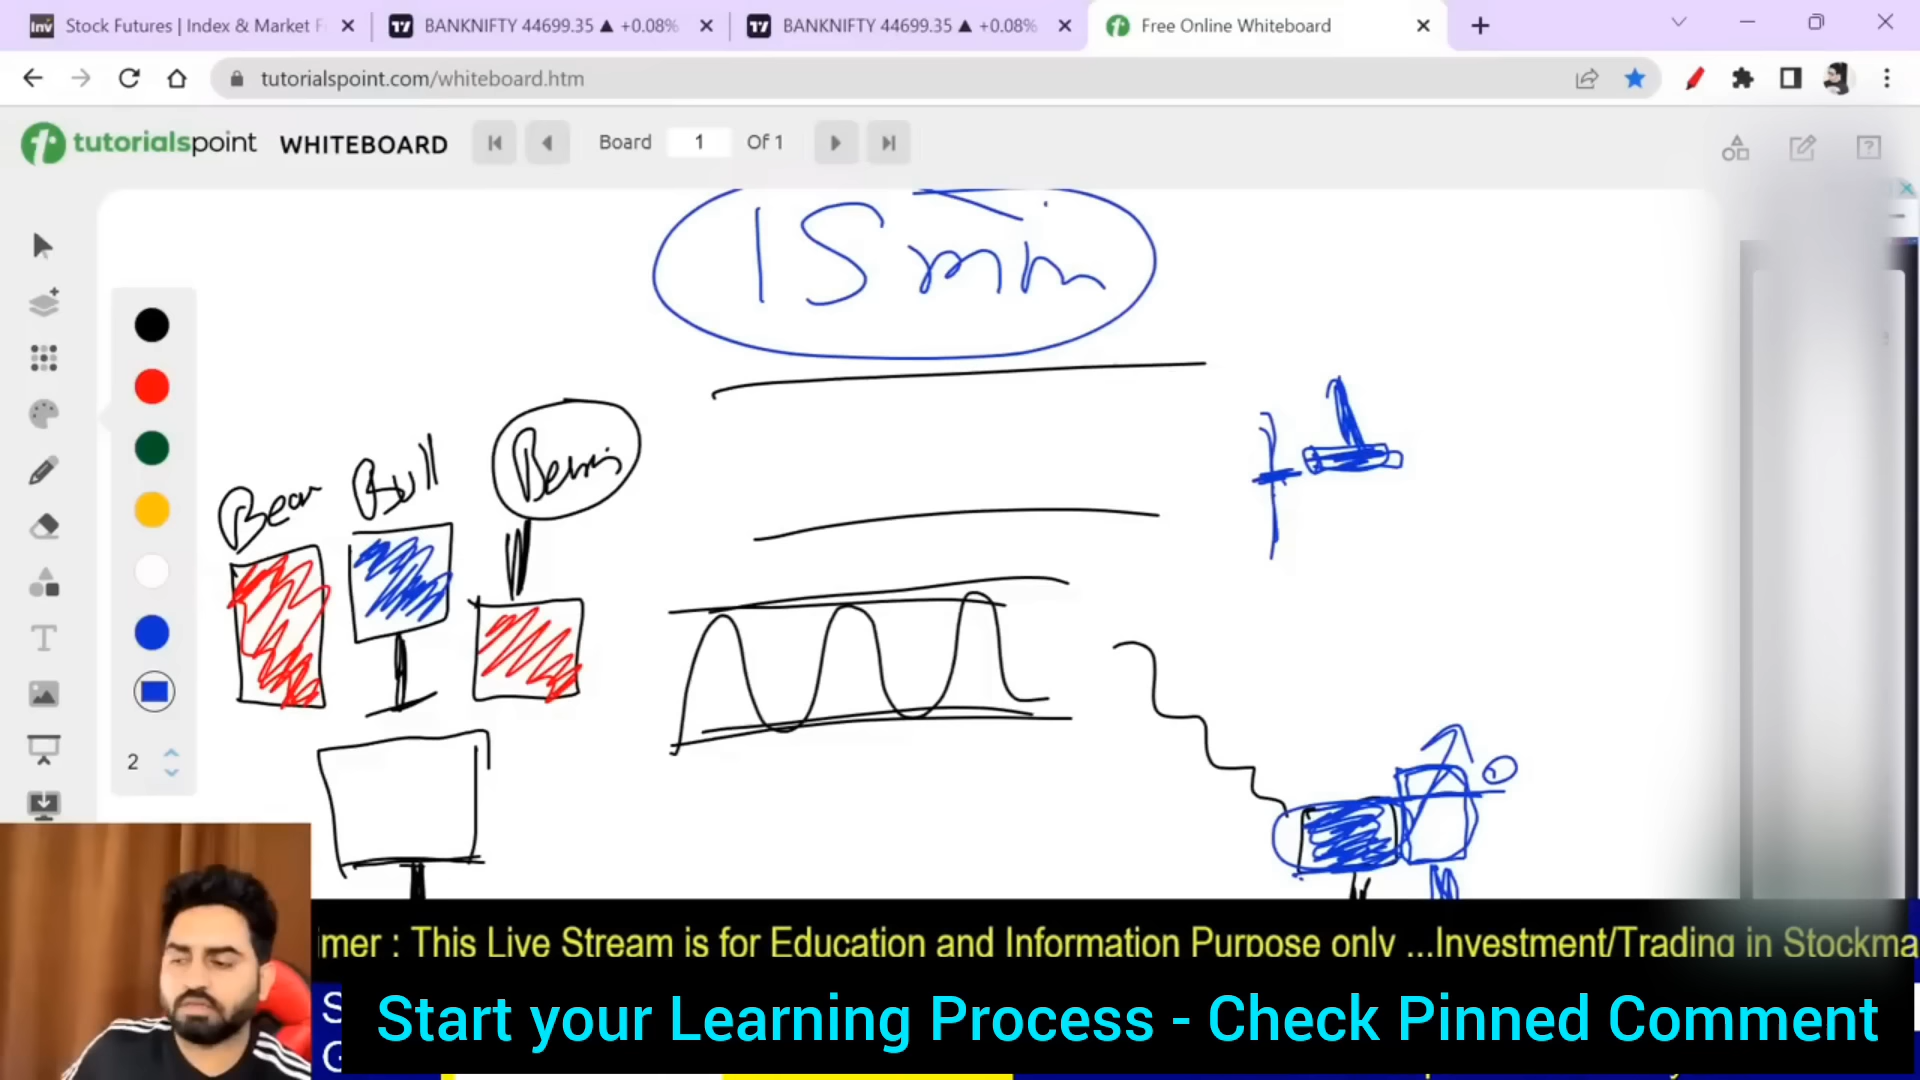 Stock Futures | Index & Market F
BANKNIFTY 44699.35 ▲ +0.08%
BANKNIFTY 44699.35 ▲ +0.08%
Free Online Whiteboard
tutorialspoint.com/whiteboard.htm
tutorialspoint WHITEBOARD Board 1 Of 1
15 min
Bear Bull
2
imer : This Live Stream is for Education and Information Purpose only ...Investment/Trading in Stockma
Start your Learning Process - Check Pinned Comment